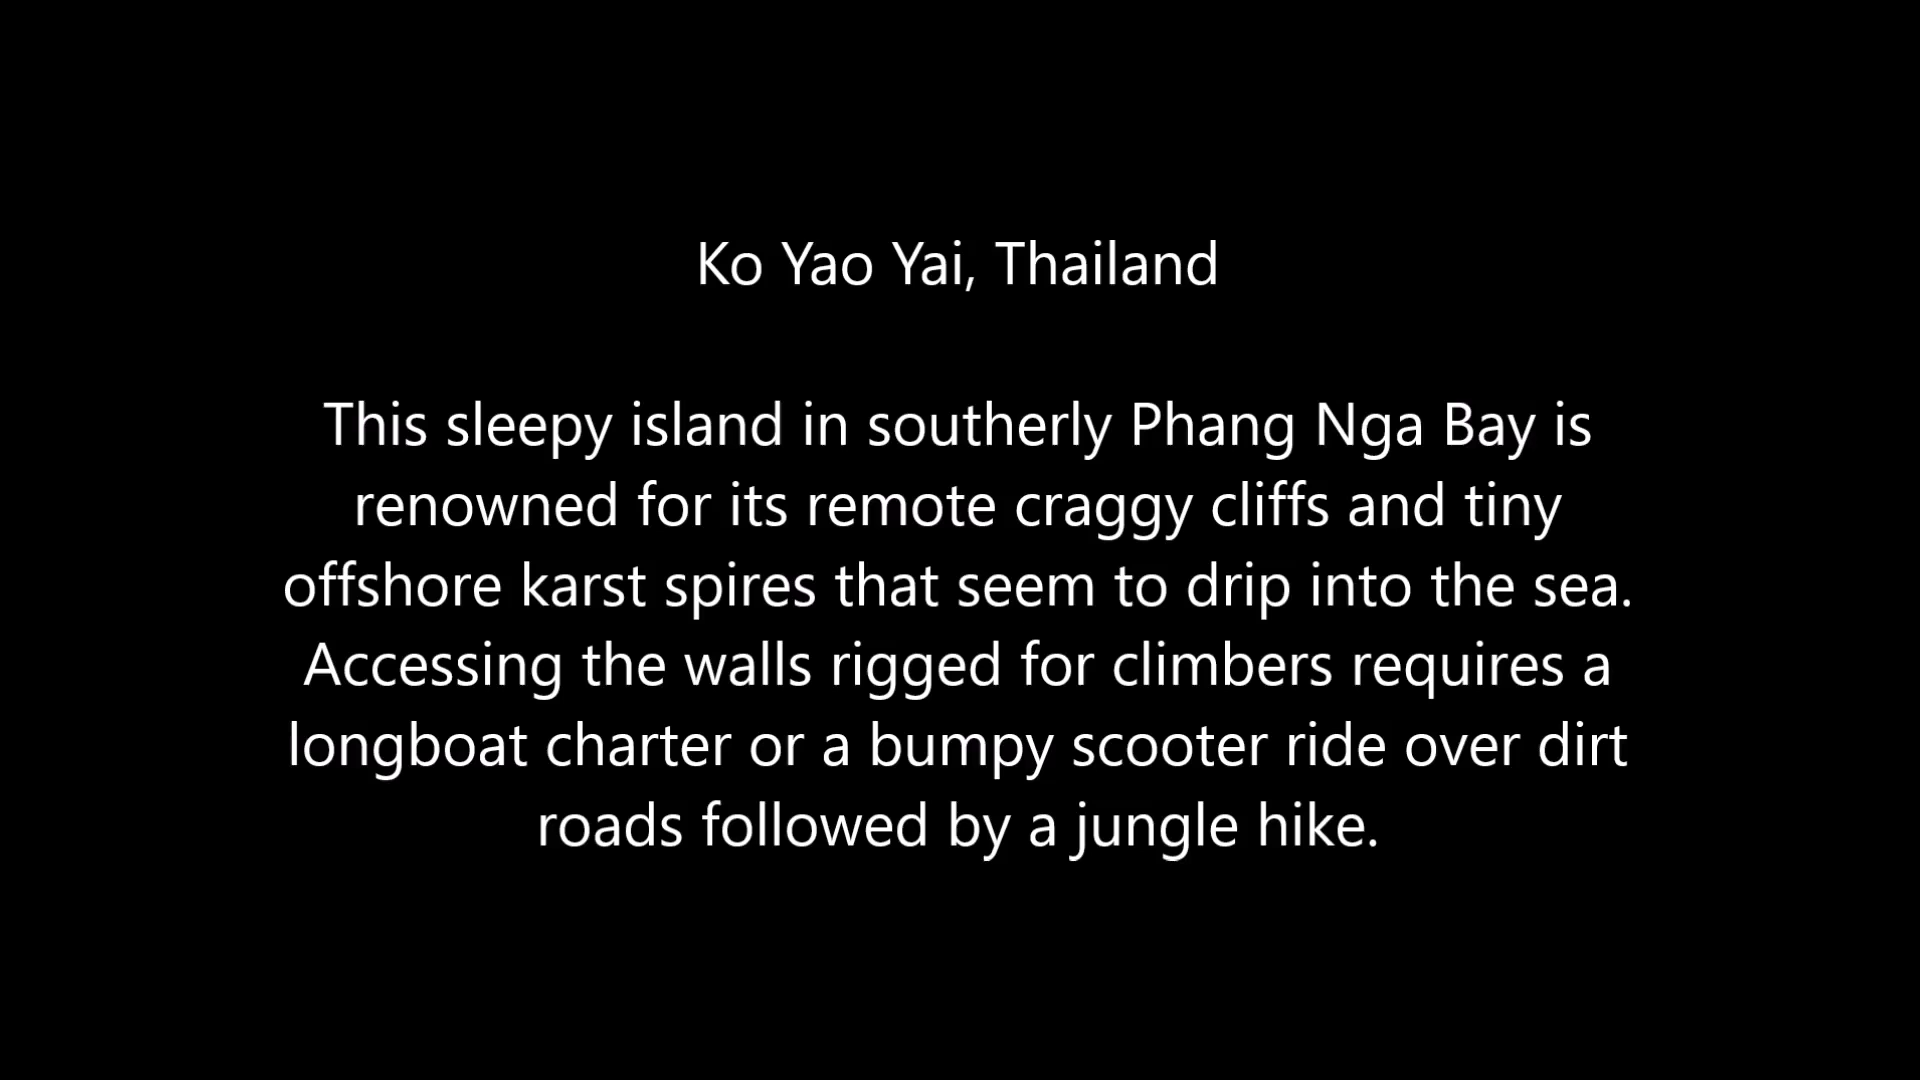 Ko Yao Yai, Thailand
This sleepy island in southerly Phang Nga Bay is
renowned for its remote craggy cliffs and tiny
offshore karst spires that seem to drip into the sea.
Accessing the walls rigged for climbers requires a
longboat charter or a bumpy scooter ride over dirt
roads followed by a jungle hike.